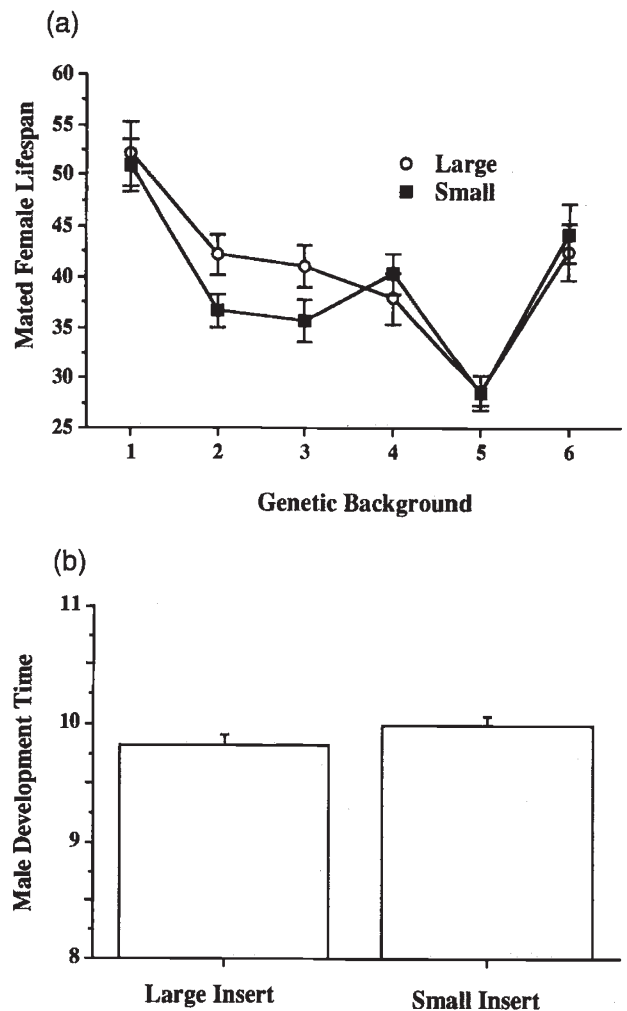 (a)
Mated Female Lifespan
60
55
50
45
40
35
30
25
Large
Small
1 2 3 4 5 6
Genetic Background
(b)
Male Development Time
11
10
9
8
Large Insert Small Insert